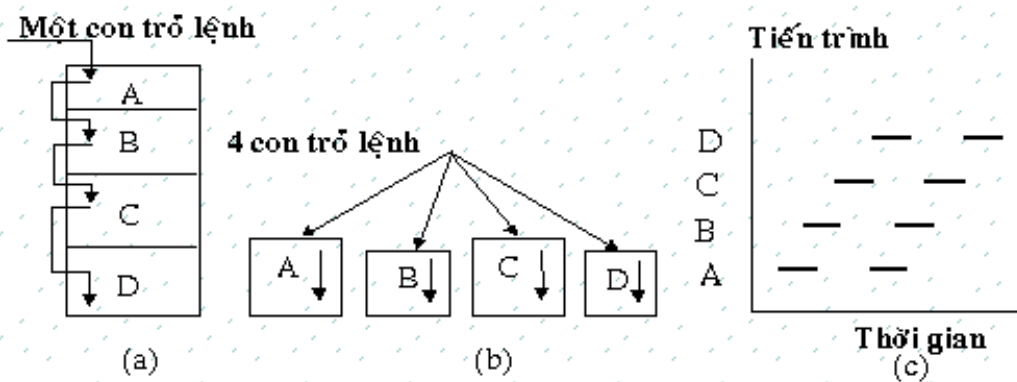 Một con trỏ lệnh
A
B
C
D
(a)
4 con trỏ lệnh
A
B
C
D
(b)
Tiến trình
D
C
B
A
Thời gian
(c)